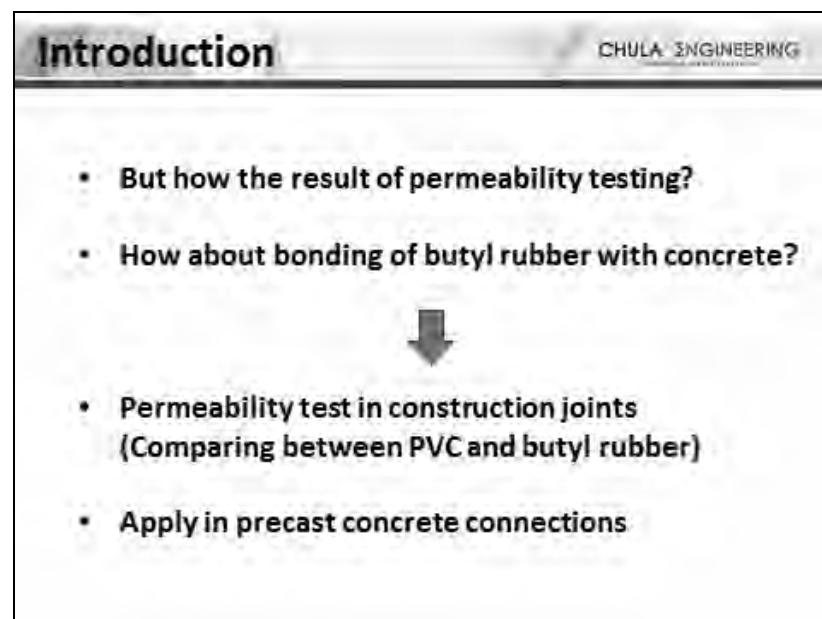 Introduction
CHULA ΣNGINEERING
• But how the result of permeability testing?
• How about bonding of butyl rubber with concrete?
• Permeability test in construction joints
(Comparing between PVC and butyl rubber)
• Apply in precast concrete connections